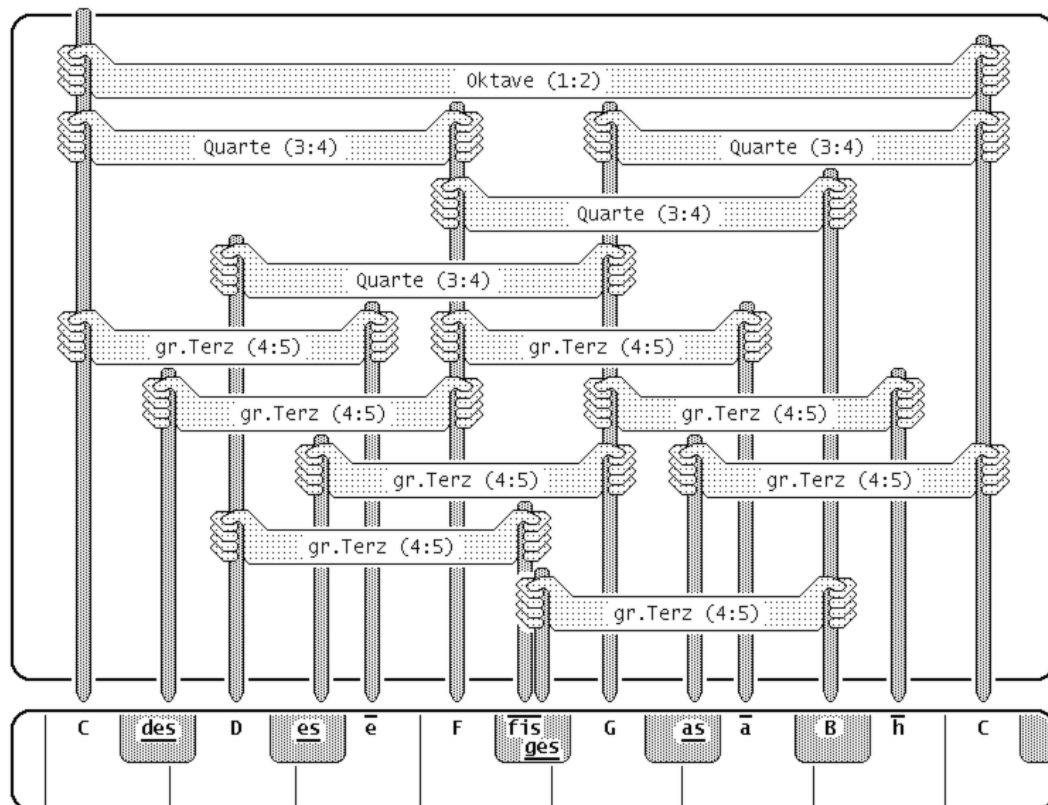 Oktave (1:2)
Quarte (3:4) Quarte (3:4)
Quarte (3:4)
Quarte (3:4)
gr.Terz (4:5) gr.Terz (4:5)
gr.Terz (4:5) gr.Terz (4:5)
gr.Terz (4:5) gr.Terz (4:5)
gr.Terz (4:5)
gr.Terz (4:5)
C des D es e̅ F f̅i̅s̅ G as a̅ B h̅ C
ges